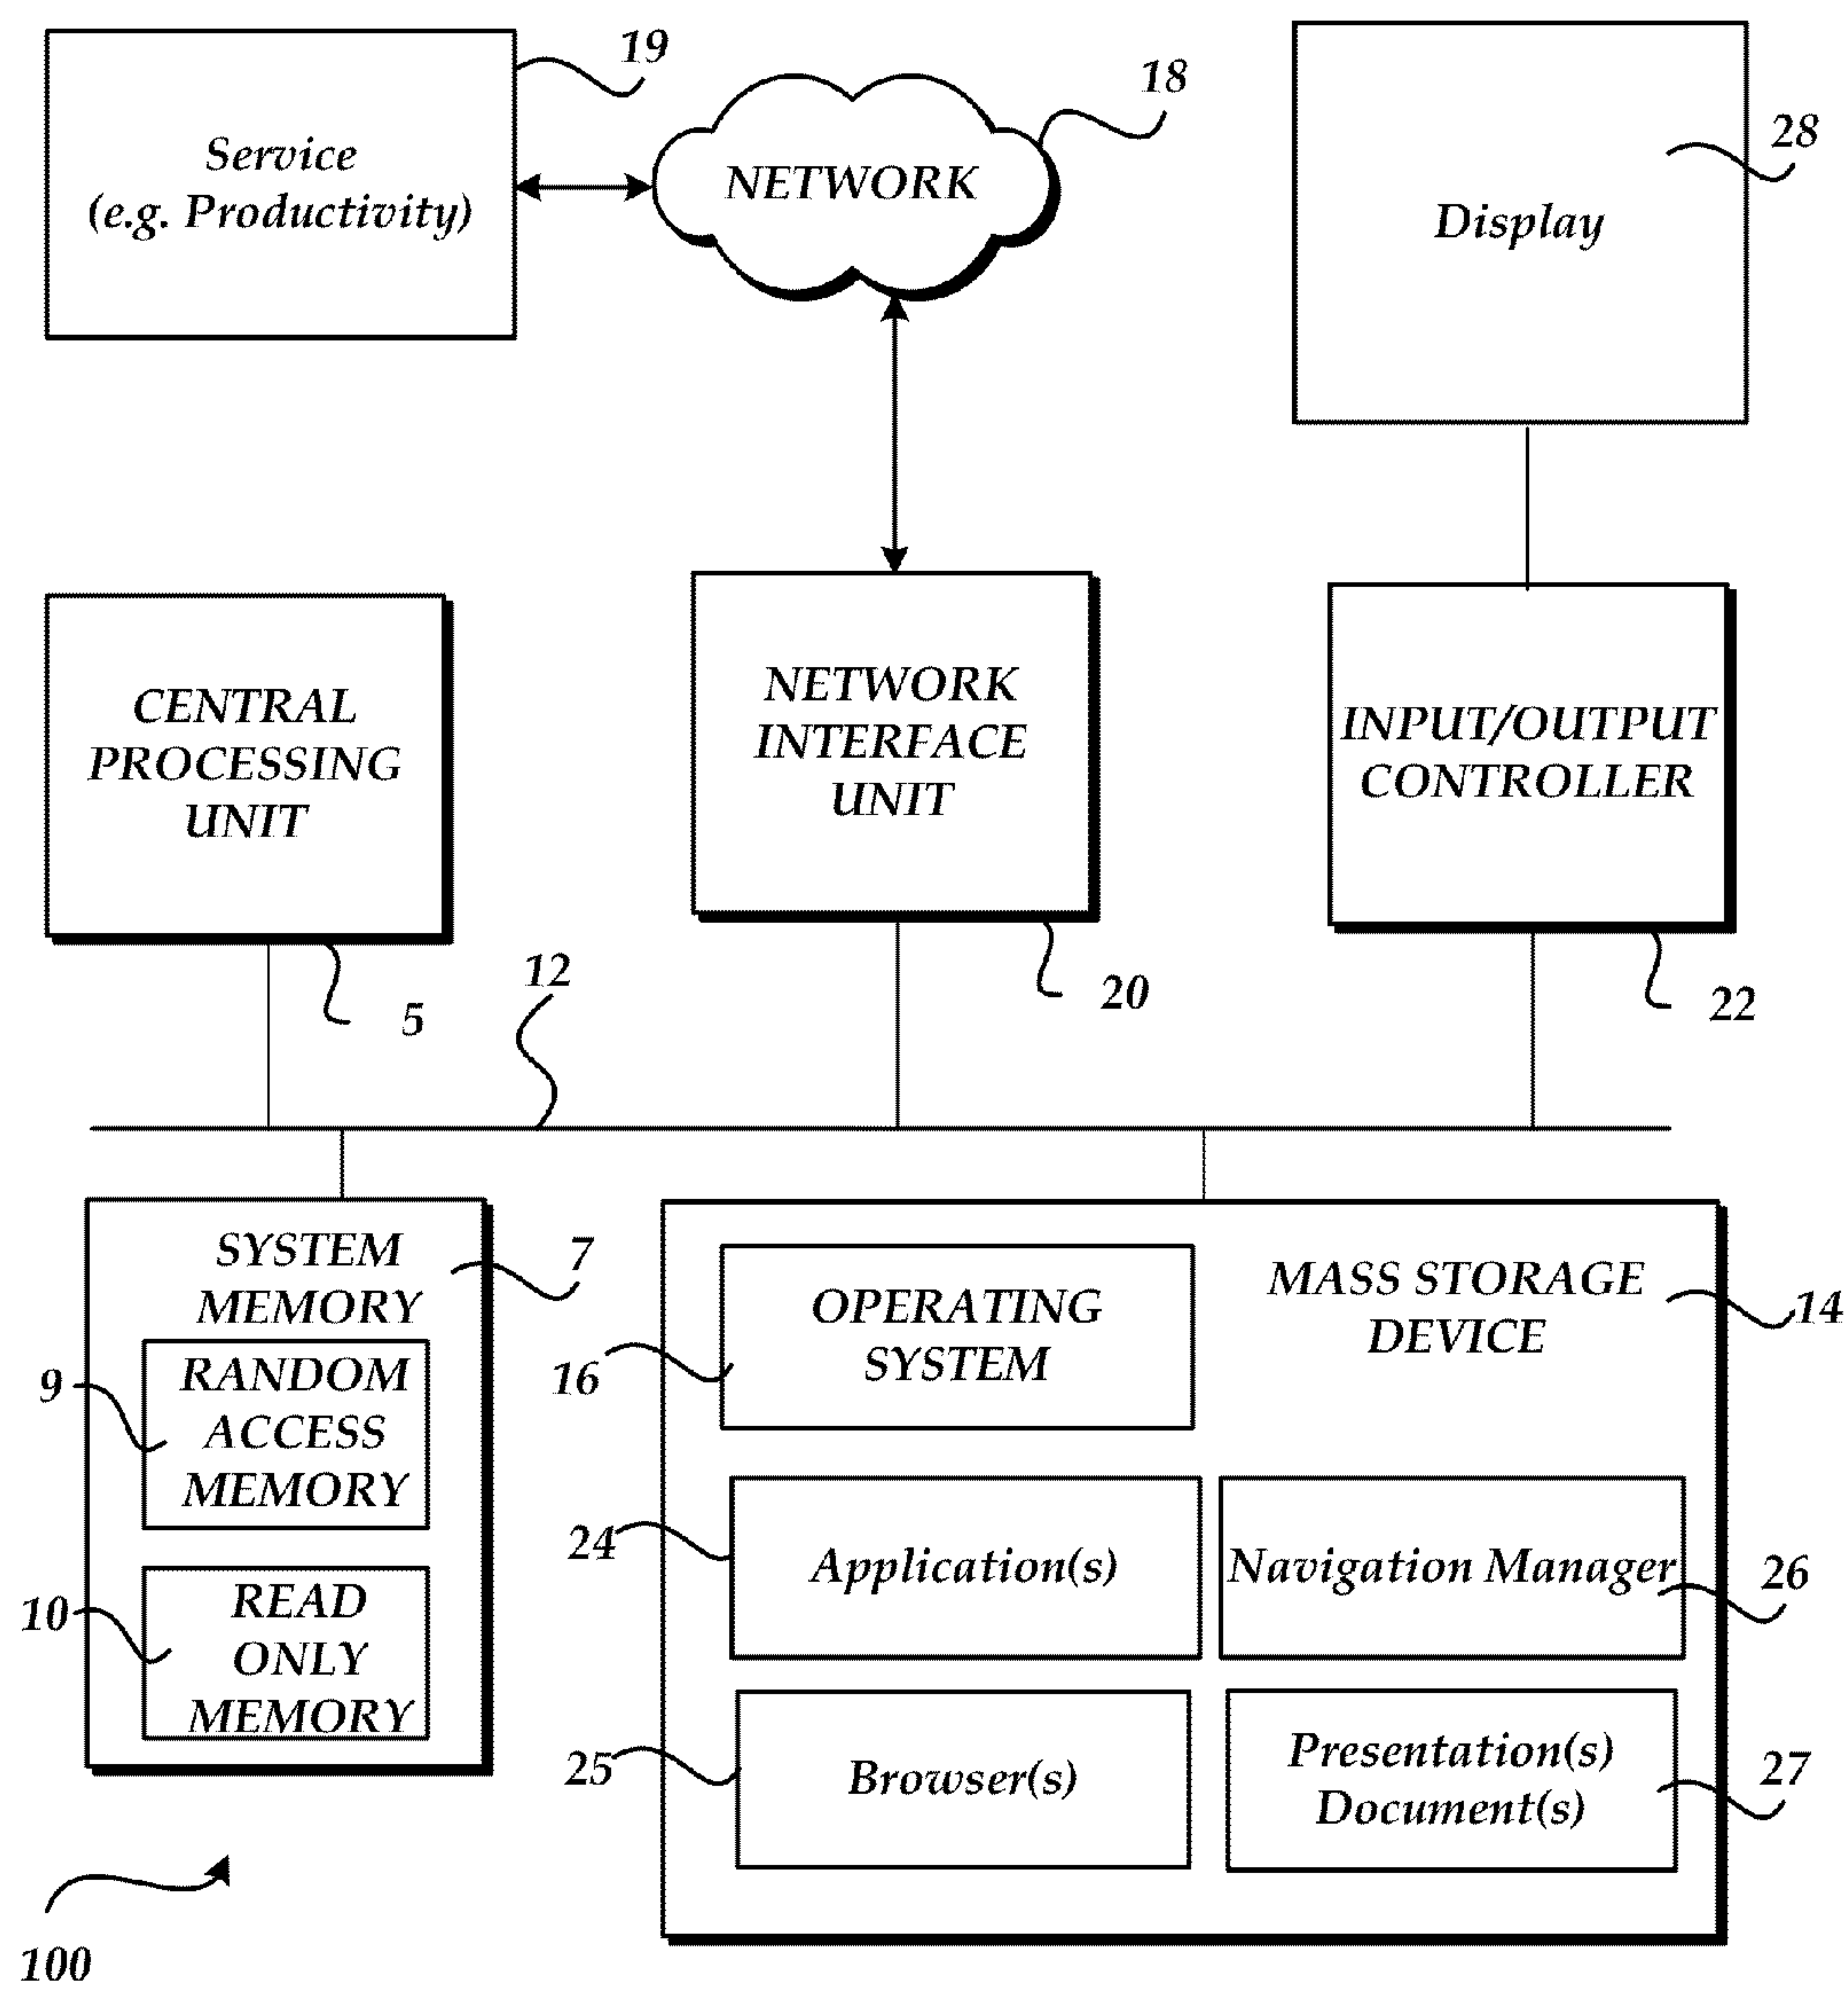 19
Service
(e.g. Productivity)
NETWORK
18
Display
28
CENTRAL
PROCESSING
UNIT
5
NETWORK
INTERFACE
UNIT
20
INPUT/OUTPUT
CONTROLLER
22
12
SYSTEM
MEMORY
7
RANDOM
ACCESS
MEMORY
9
READ
ONLY
MEMORY
10
MASS STORAGE
DEVICE
14
OPERATING
SYSTEM
16
Application(s)
24
Navigation Manager
26
Browser(s)
25
Presentation(s)
Document(s)
27
100